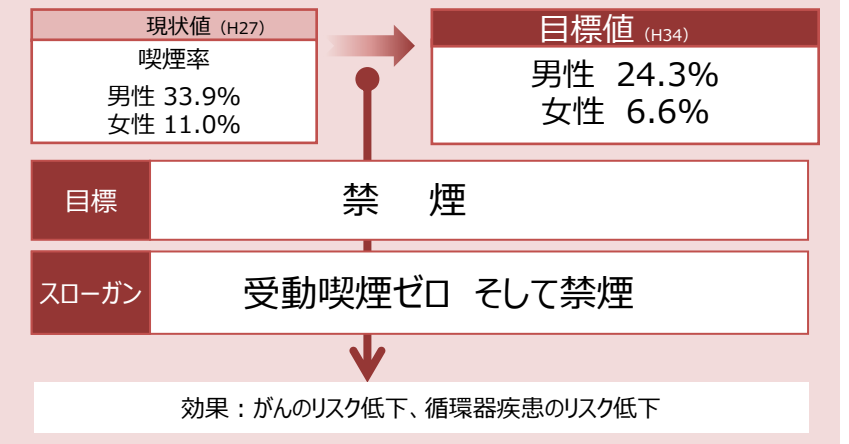 現状値（H27）
喫煙率
男性 33.9%
女性 11.0%
目標値（H34）
男性 24.3%
女性 6.6%
目標
禁 煙
スローガン
受動喫煙ゼロ そして禁煙
効果：がんのリスク低下、循環器疾患のリスク低下